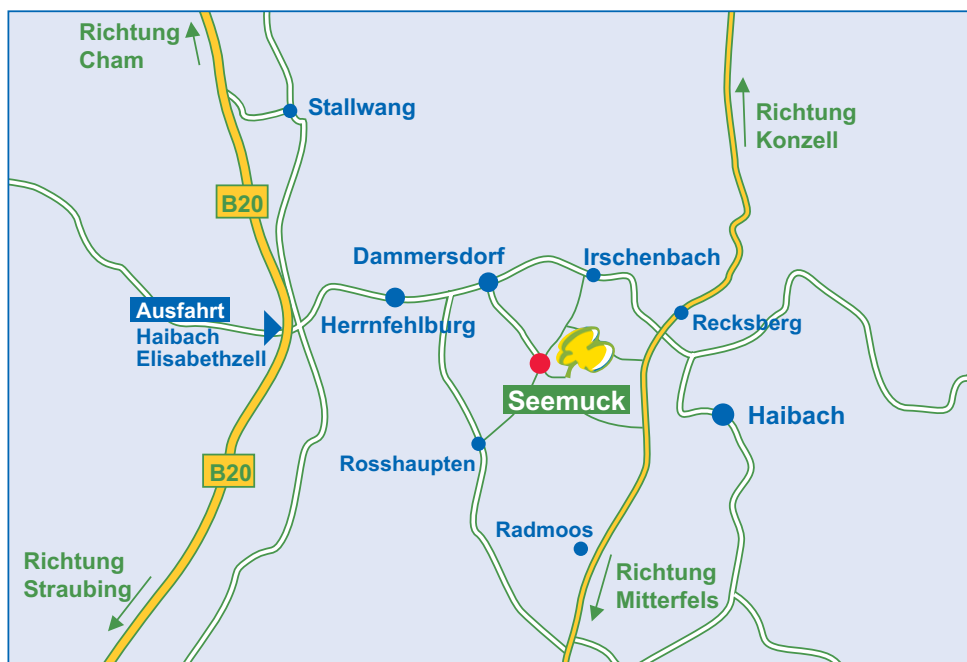 Richtung
Cham
Stallwang
Richtung
Konzell
B20
Dammersdorf
Irschenbach
Ausfahrt
Haibach
Elisabethzell
Herrnfehlburg
Recksberg
Seemuck
Haibach
Rosshaupten
B20
Radmoos
Richtung
Straubing
Richtung
Mitterfels